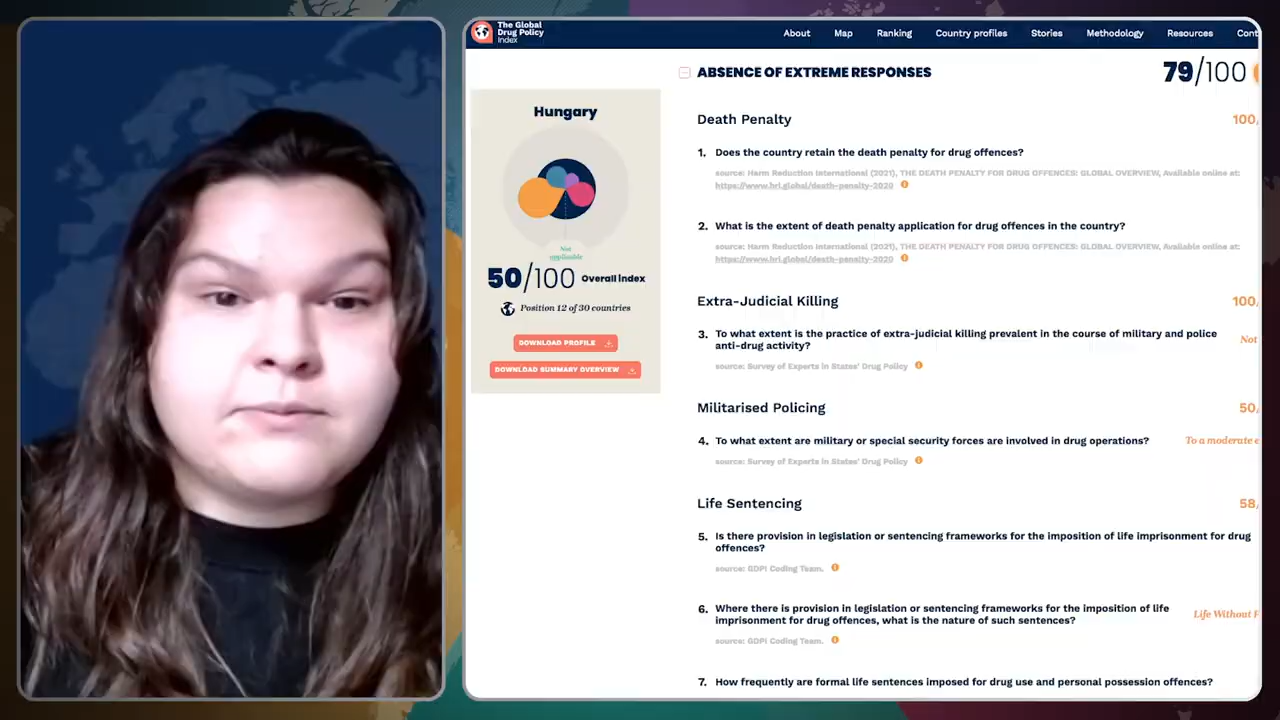 The Global
Drug Policy
Index
About Map Ranking Country profiles Stories Methodology Resources Cont
ABSENCE OF EXTREME RESPONSES
79/100
Hungary
Not
applicable
50/100 Overall Index
Position 12 of 30 countries
DOWNLOAD PROFILE
DOWNLOAD SUMMARY OVERVIEW
Death Penalty
100/
1. Does the country retain the death penalty for drug offences?
source: Harm Reduction International (2021), THE DEATH PENALTY FOR DRUG OFFENCES: GLOBAL OVERVIEW, Available online at:
https://www.hri.global/death-penalty-2020
2. What is the extent of death penalty application for drug offences in the country?
source: Harm Reduction International (2021), THE DEATH PENALTY FOR DRUG OFFENCES: GLOBAL OVERVIEW, Available online at:
https://www.hri.global/death-penalty-2020
Extra-Judicial Killing
100/
3. To what extent is the practice of extra-judicial killing prevalent in the course of military and police
anti-drug activity?
Not
source: Survey of Experts in States' Drug Policy
Militarised Policing
50/
4. To what extent are military or special security forces are involved in drug operations?
To a moderate e
source: Survey of Experts in States' Drug Policy
Life Sentencing
58/
5. Is there provision in legislation or sentencing frameworks for the imposition of life imprisonment for drug
offences?
source: GDPI Coding Team.
6. Where there is provision in legislation or sentencing frameworks for the imposition of life
imprisonment for drug offences, what is the nature of such sentences?
Life Without P
source: GDPI Coding Team.
7. How frequently are formal life sentences imposed for drug use and personal possession offences?